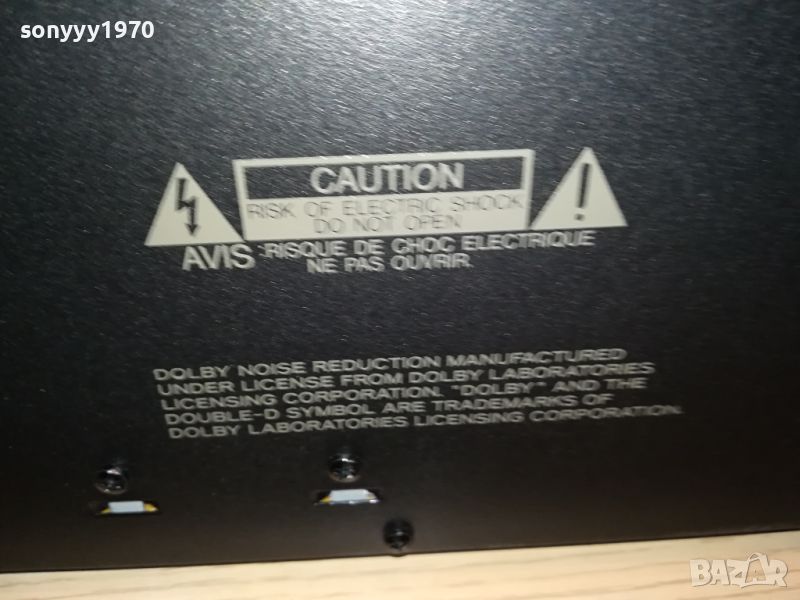 sonyyy1970
CAUTION
RISK OF ELECTRIC SHOCK
DO NOT OPEN
AVIS : RISQUE DE CHOC ELECTRIQUE
NE PAS OUVRIR.
DOLBY NOISE REDUCTION MANUFACTURED
UNDER LICENSE FROM DOLBY LABORATORIES
LICENSING CORPORATION. "DOLBY" AND THE
DOUBLE-D SYMBOL ARE TRADEMARKS OF
DOLBY LABORATORIES LICENSING CORPORATION.
BAZAR